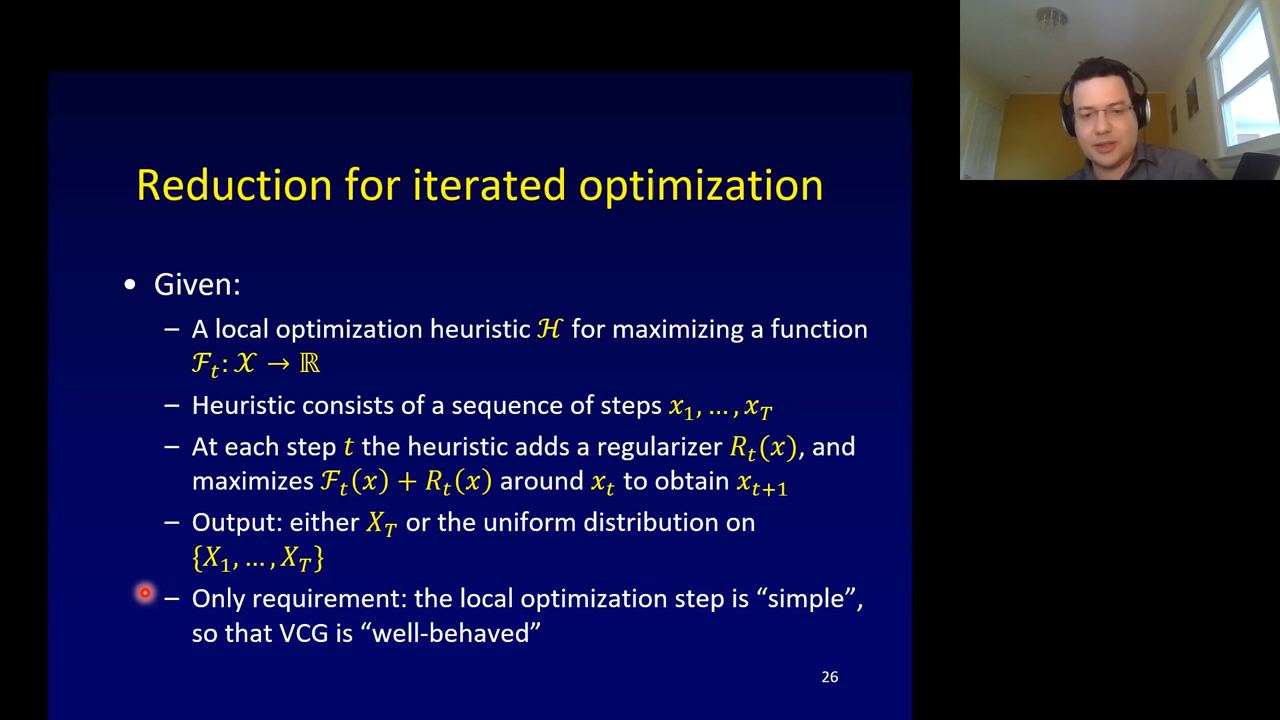 Reduction for iterated optimization
• Given:
– A local optimization heuristic ℋ for maximizing a function
ℱₜ: 𝒳 → ℝ
– Heuristic consists of a sequence of steps x₁, … , x_T
– At each step t the heuristic adds a regularizer Rₜ(x), and
maximizes ℱₜ(x) + Rₜ(x) around xₜ to obtain xₜ₊₁
– Output: either X_T or the uniform distribution on
{X₁, … , X_T}
– Only requirement: the local optimization step is “simple”,
so that VCG is “well-behaved”
26